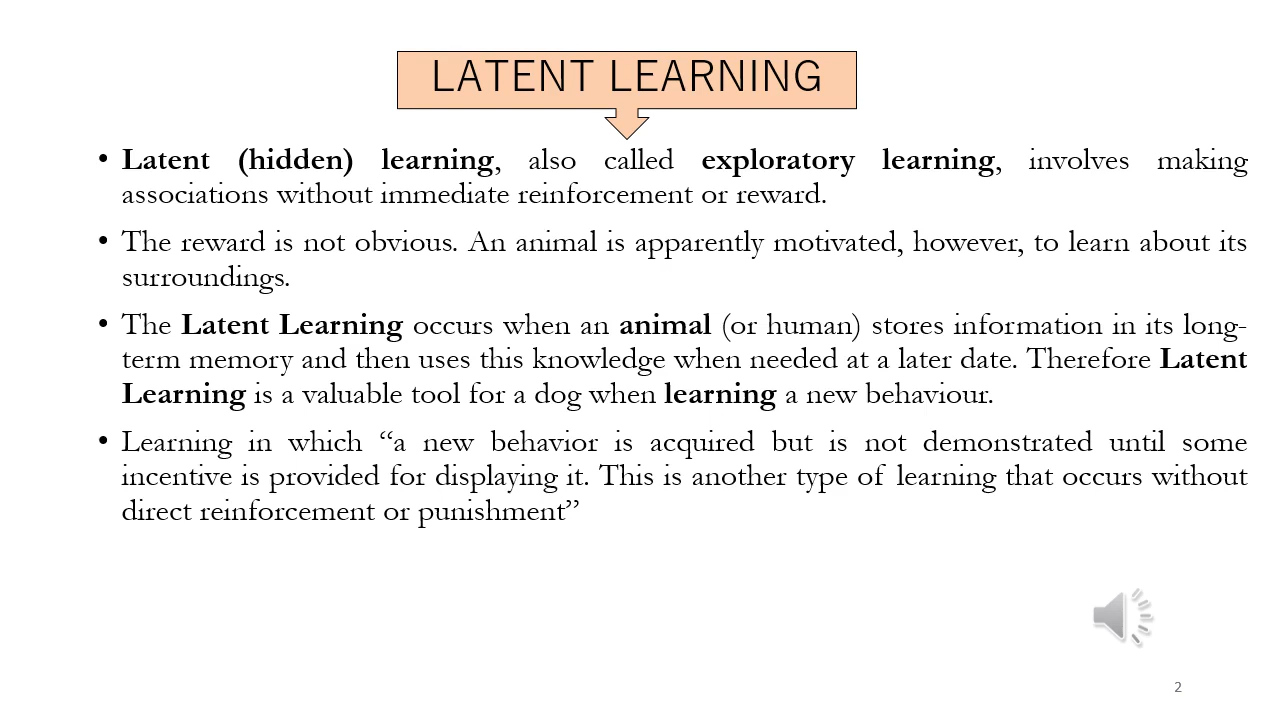 LATENT LEARNING
• Latent (hidden) learning, also called exploratory learning, involves making
associations without immediate reinforcement or reward.
• The reward is not obvious. An animal is apparently motivated, however, to learn about its
surroundings.
• The Latent Learning occurs when an animal (or human) stores information in its long-
term memory and then uses this knowledge when needed at a later date. Therefore Latent
Learning is a valuable tool for a dog when learning a new behaviour.
• Learning in which “a new behavior is acquired but is not demonstrated until some
incentive is provided for displaying it. This is another type of learning that occurs without
direct reinforcement or punishment”
2